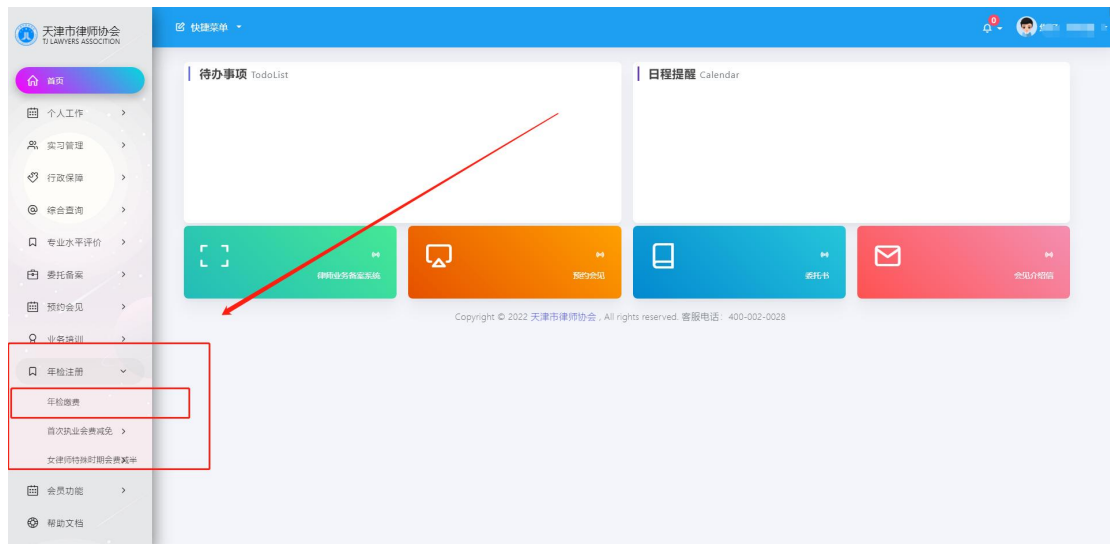 天津市律师协会
TJ LAWYERS ASSOCITION
快捷菜单
0
首页
个人工作
实习管理
行政保障
综合查询
专业水平评价
委托备案
预约会见
业务培训
年检注册
年检缴费
首次执业会费减免
女律师特殊时期会费减半
会员功能
帮助文档
待办事项 TodoList
日程提醒 Calendar
律师业务备案系统
预约会见
委托书
会见介绍信
Copyright © 2022 天津市律师协会 , All rights reserved. 客服电话: 400-002-0028